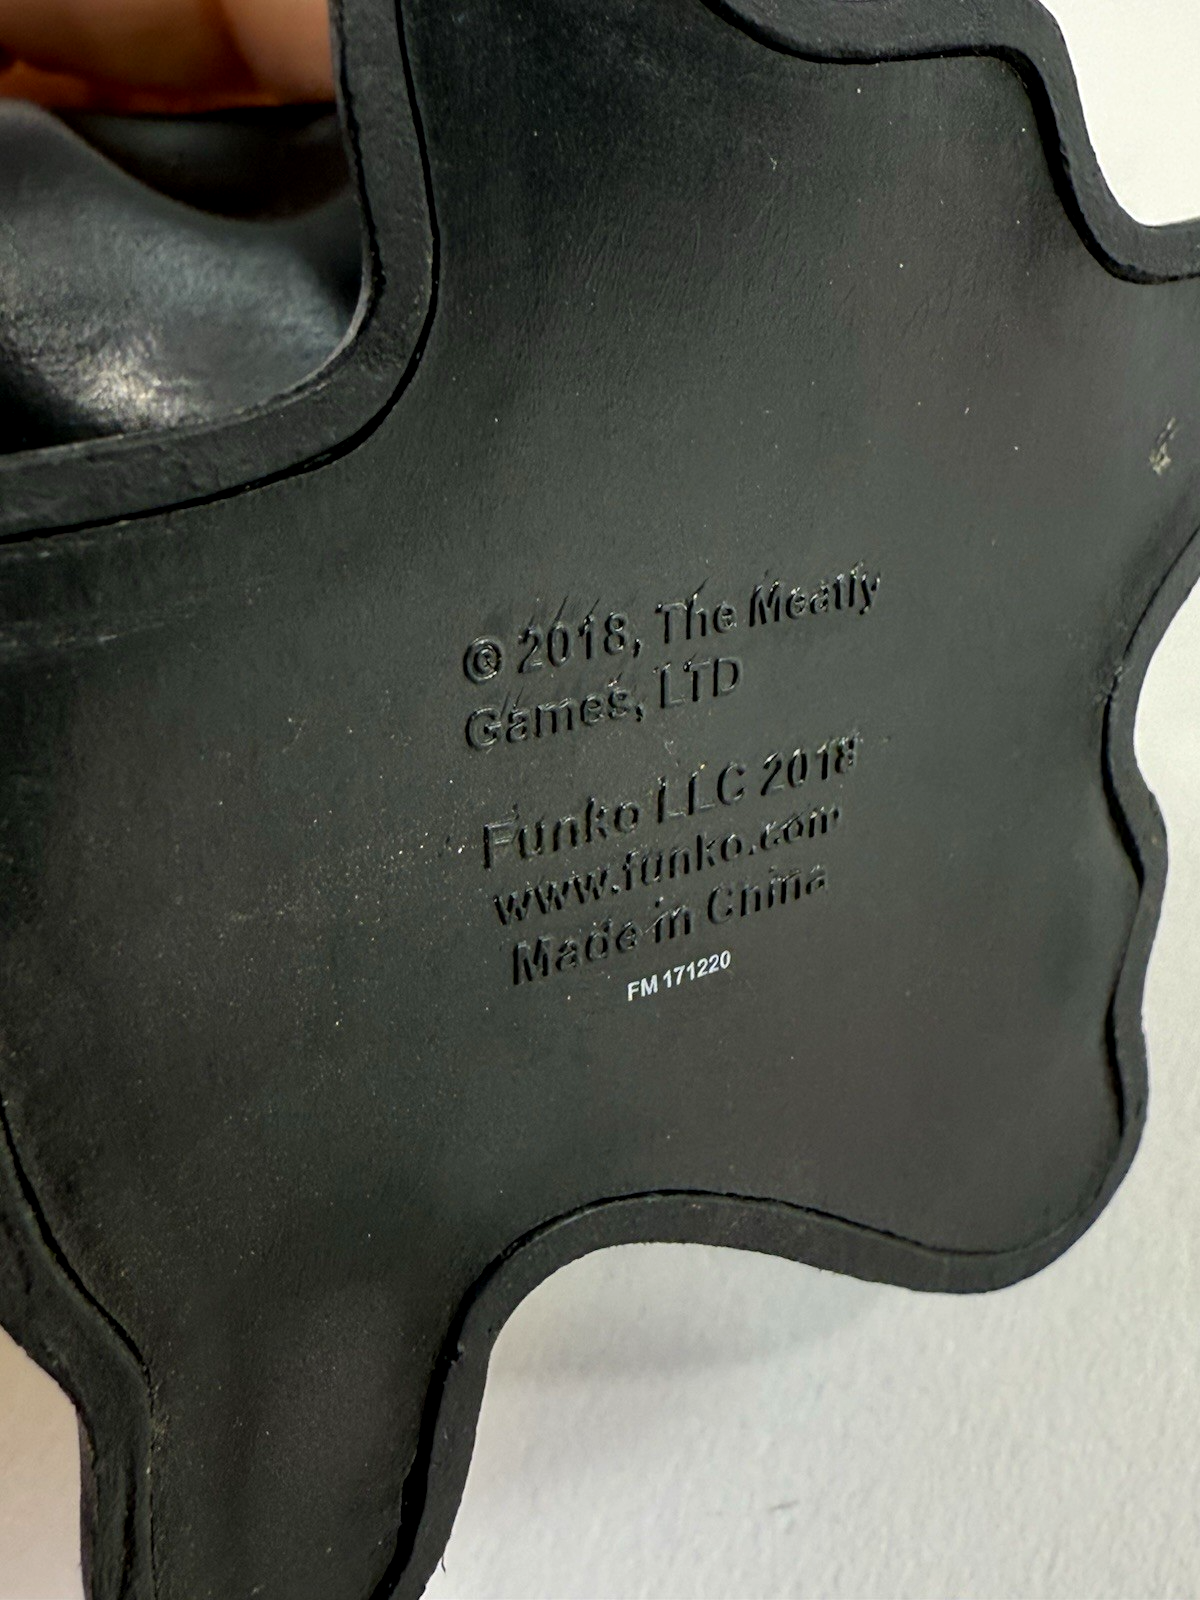 © 2018, The Meatly
Games, LTD
Funko LLC 2018
www.funko.com
Made in China
FM 171220